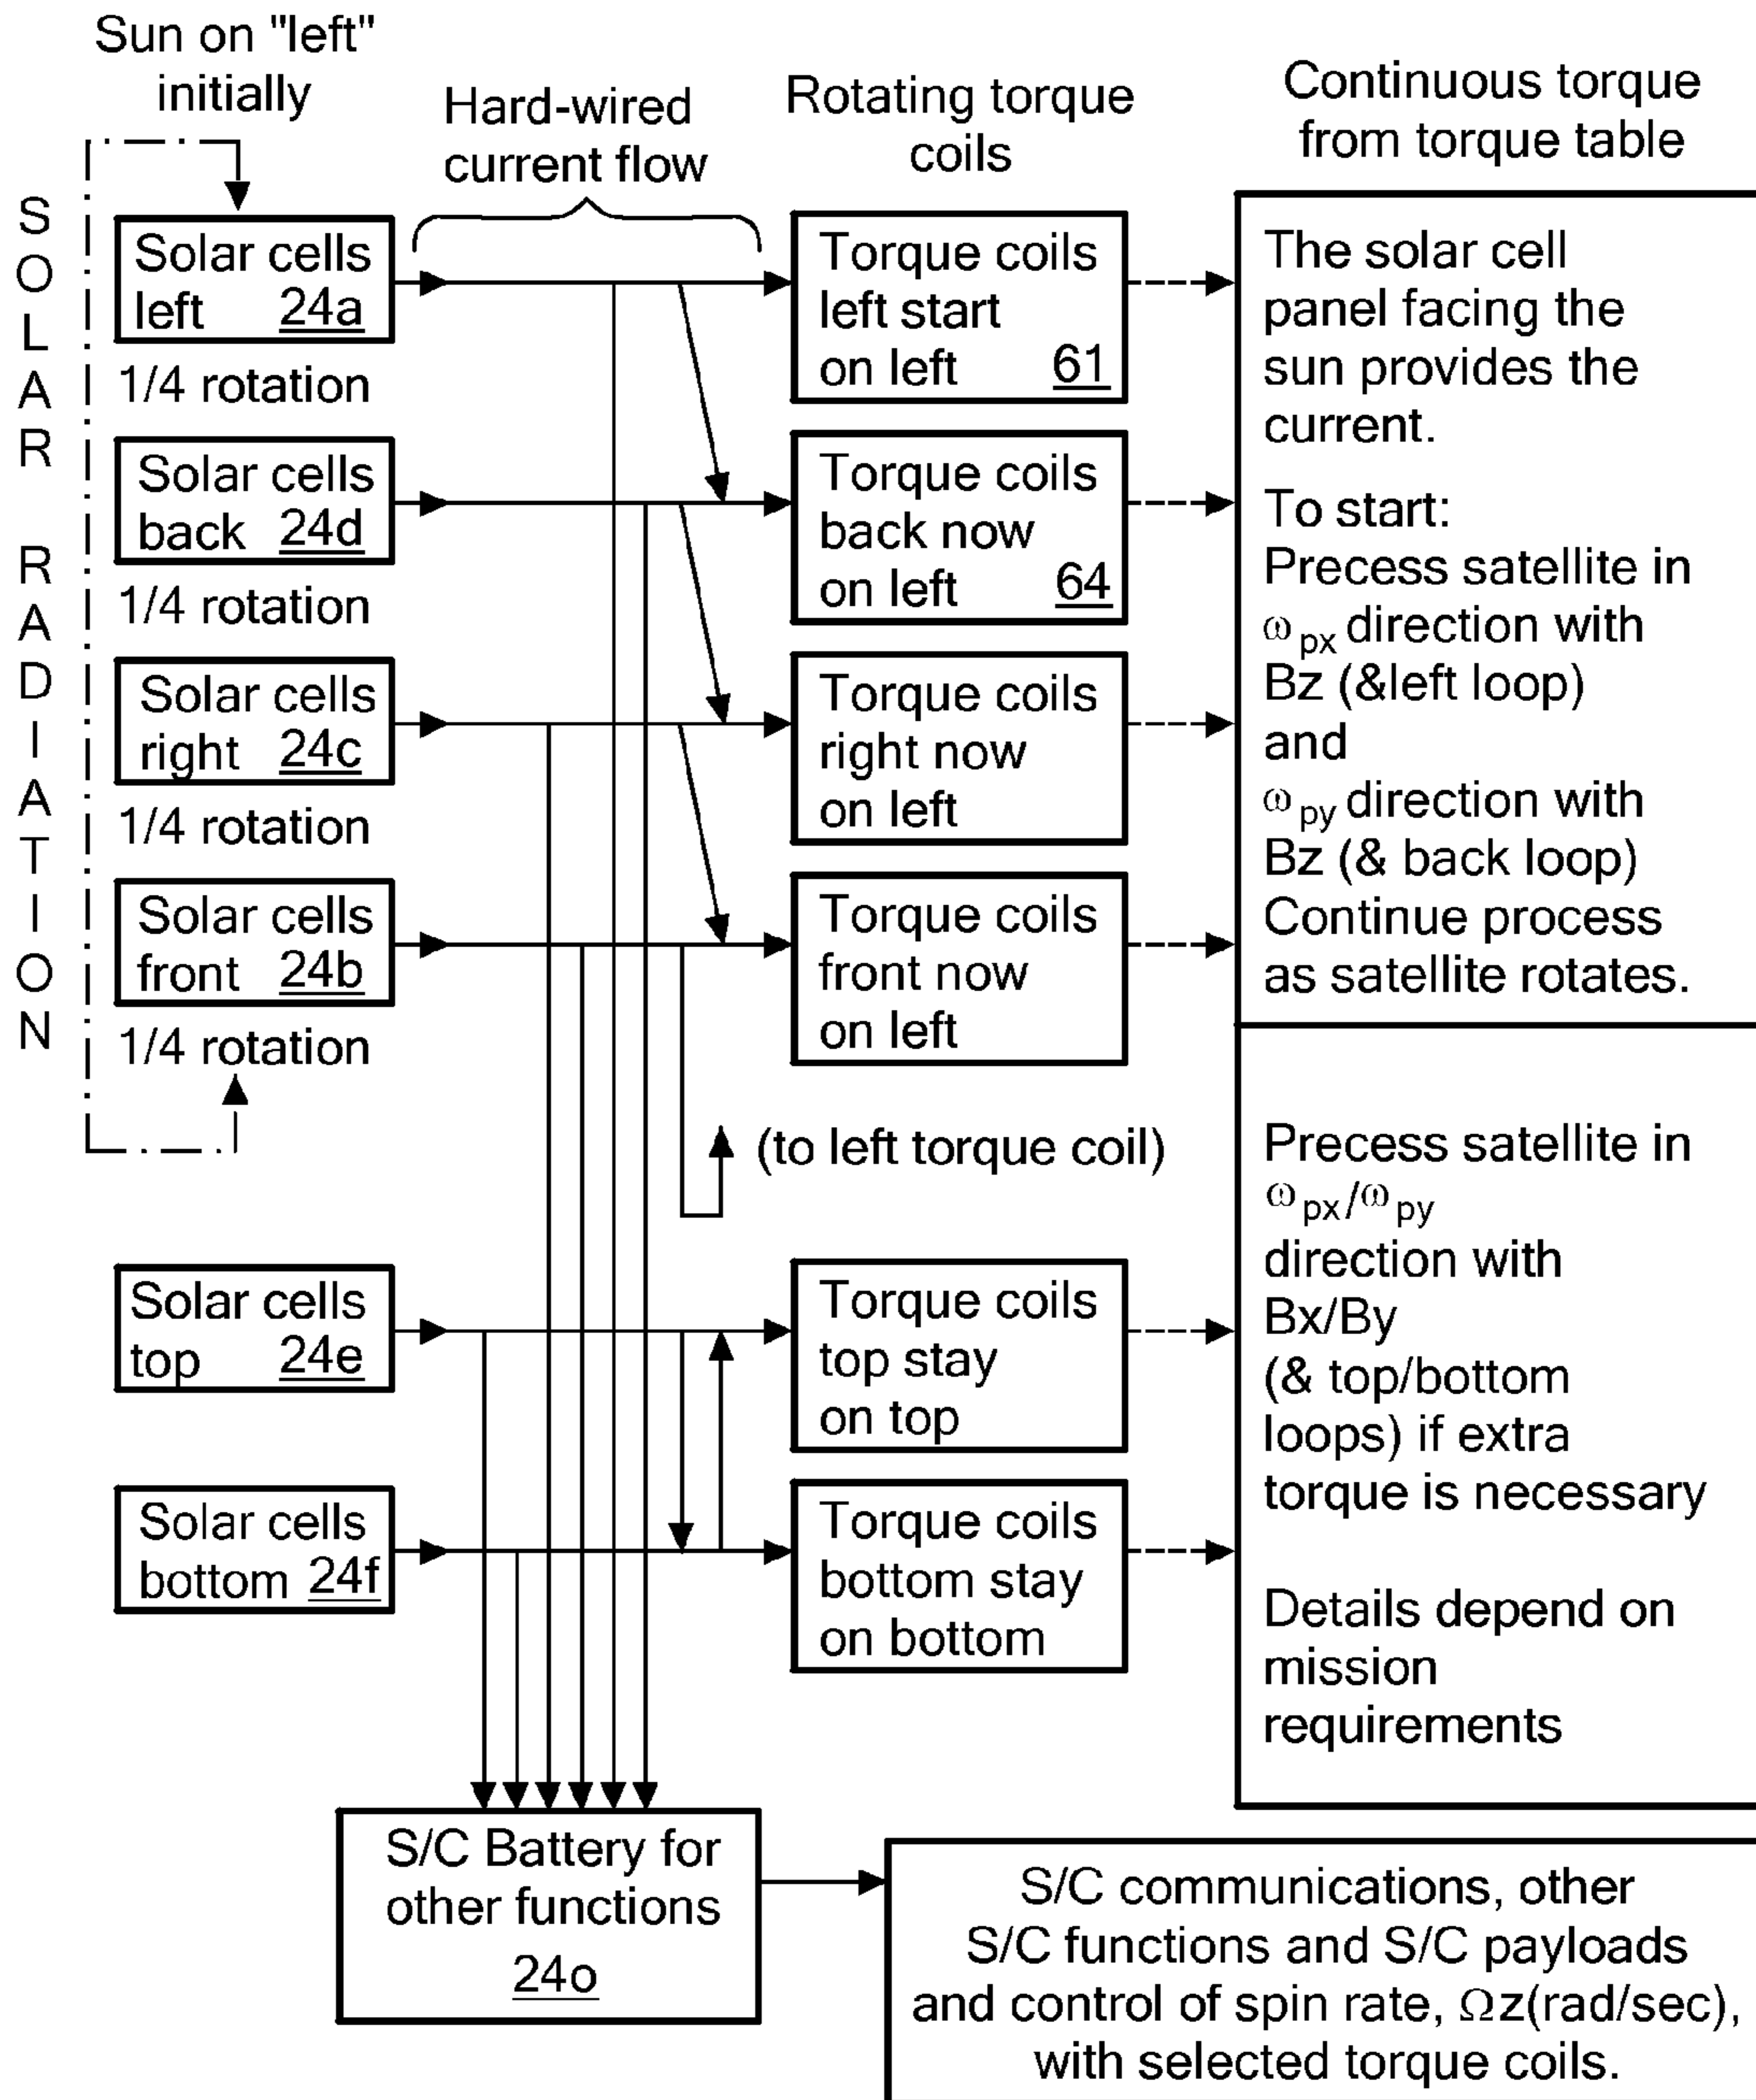 Sun on "left"
initially
Hard-wired
current flow
Rotating torque
coils
Continuous torque
from torque table
SOLAR RADIATION
Solar cells
left 24a
1/4 rotation
Solar cells
back 24d
1/4 rotation
Solar cells
right 24c
1/4 rotation
Solar cells
front 24b
1/4 rotation
Solar cells
top 24e
Solar cells
bottom 24f
Torque coils
left start
on left 61
Torque coils
back now
on left 64
Torque coils
right now
on left
Torque coils
front now
on left
(to left torque coil)
Torque coils
top stay
on top
Torque coils
bottom stay
on bottom
The solar cell
panel facing the
sun provides the
current.
To start:
Precess satellite in
ω px direction with
Bz (&left loop)
and
ω py direction with
Bz (& back loop)
Continue process
as satellite rotates.
Precess satellite in
ω px/ω py
direction with
Bx/By
(& top/bottom
loops) if extra
torque is necessary
Details depend on
mission
requirements
S/C Battery for
other functions
24o
S/C communications, other
S/C functions and S/C payloads
and control of spin rate, Ωz(rad/sec),
with selected torque coils.